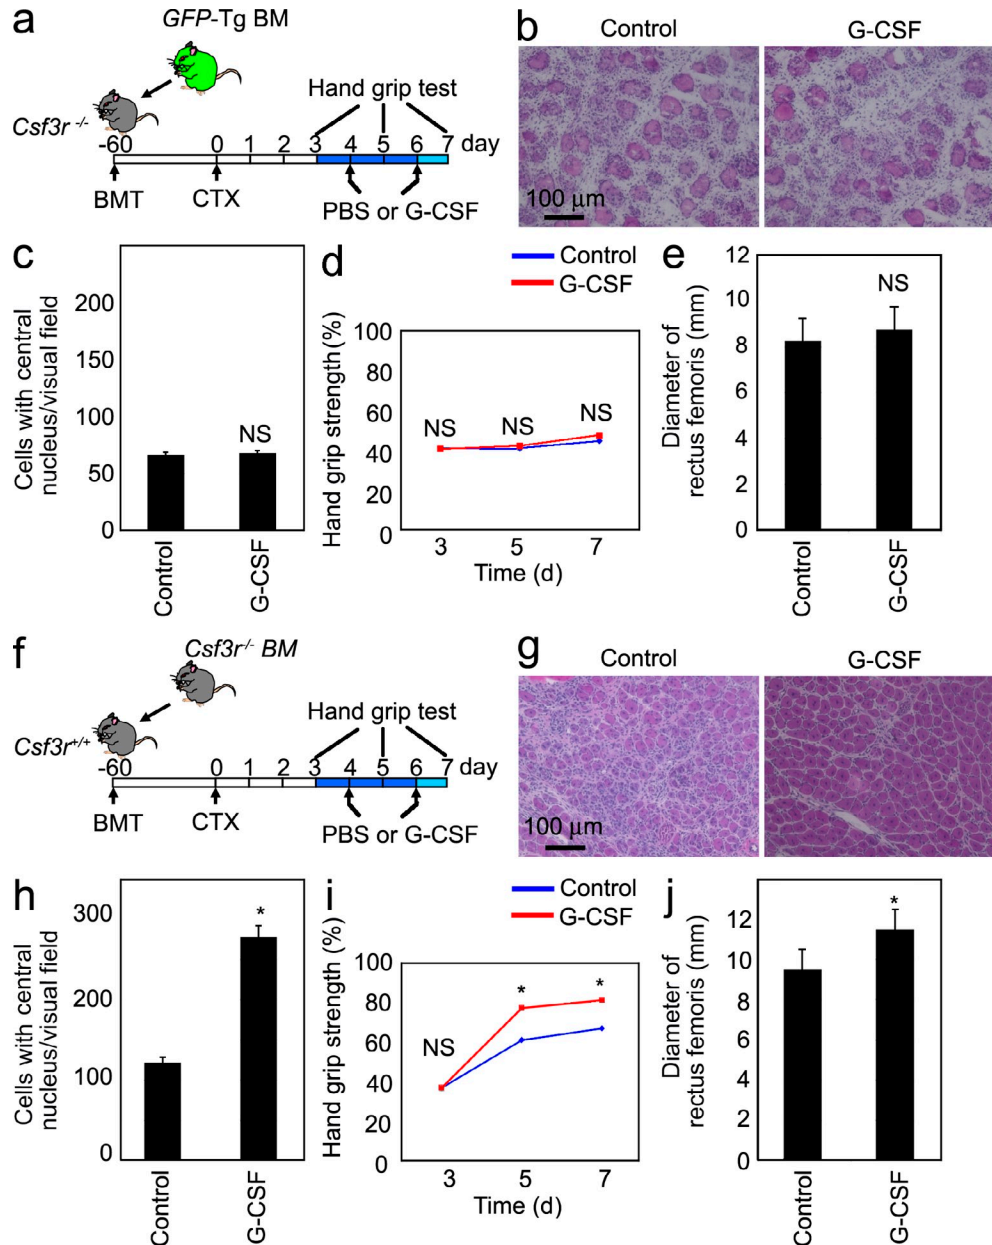 a
GFP-Tg BM
Csf3r -/-
Hand grip test
-60 0 1 2 3 4 5 6 7 day
BMT CTX PBS or G-CSF
b
Control G-CSF
100 µm
c
Cells with central
nucleus/visual field
200
150
100
50
0
NS
Control G-CSF
d
Control
G-CSF
Hand grip strength (%)
100
80
60
40
20
0
NS NS NS
3 5 7
Time (d)
e
Diameter of
rectus femoris (mm)
12
10
8
6
4
2
0
NS
Control G-CSF
f
Csf3r-/- BM
Csf3r+/+
Hand grip test
-60 0 1 2 3 4 5 6 7 day
BMT CTX PBS or G-CSF
g
Control G-CSF
100 µm
h
Cells with central
nucleus/visual field
300
200
100
0
*
Control G-CSF
i
Control
G-CSF
Hand grip strength (%)
100
80
60
40
20
0
NS * *
3 5 7
Time (d)
j
Diameter of
rectus femoris (mm)
12
10
8
6
4
2
0
*
Control G-CSF